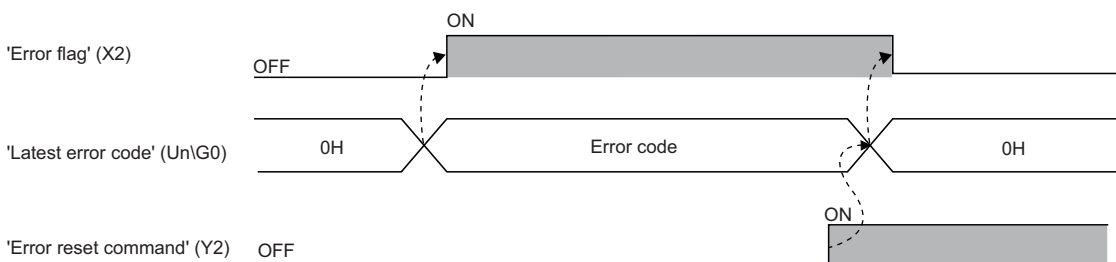 ON
'Error flag' (X2)
OFF
'Latest error code' (Un\G0) 0H Error code 0H
ON
'Error reset command' (Y2) OFF